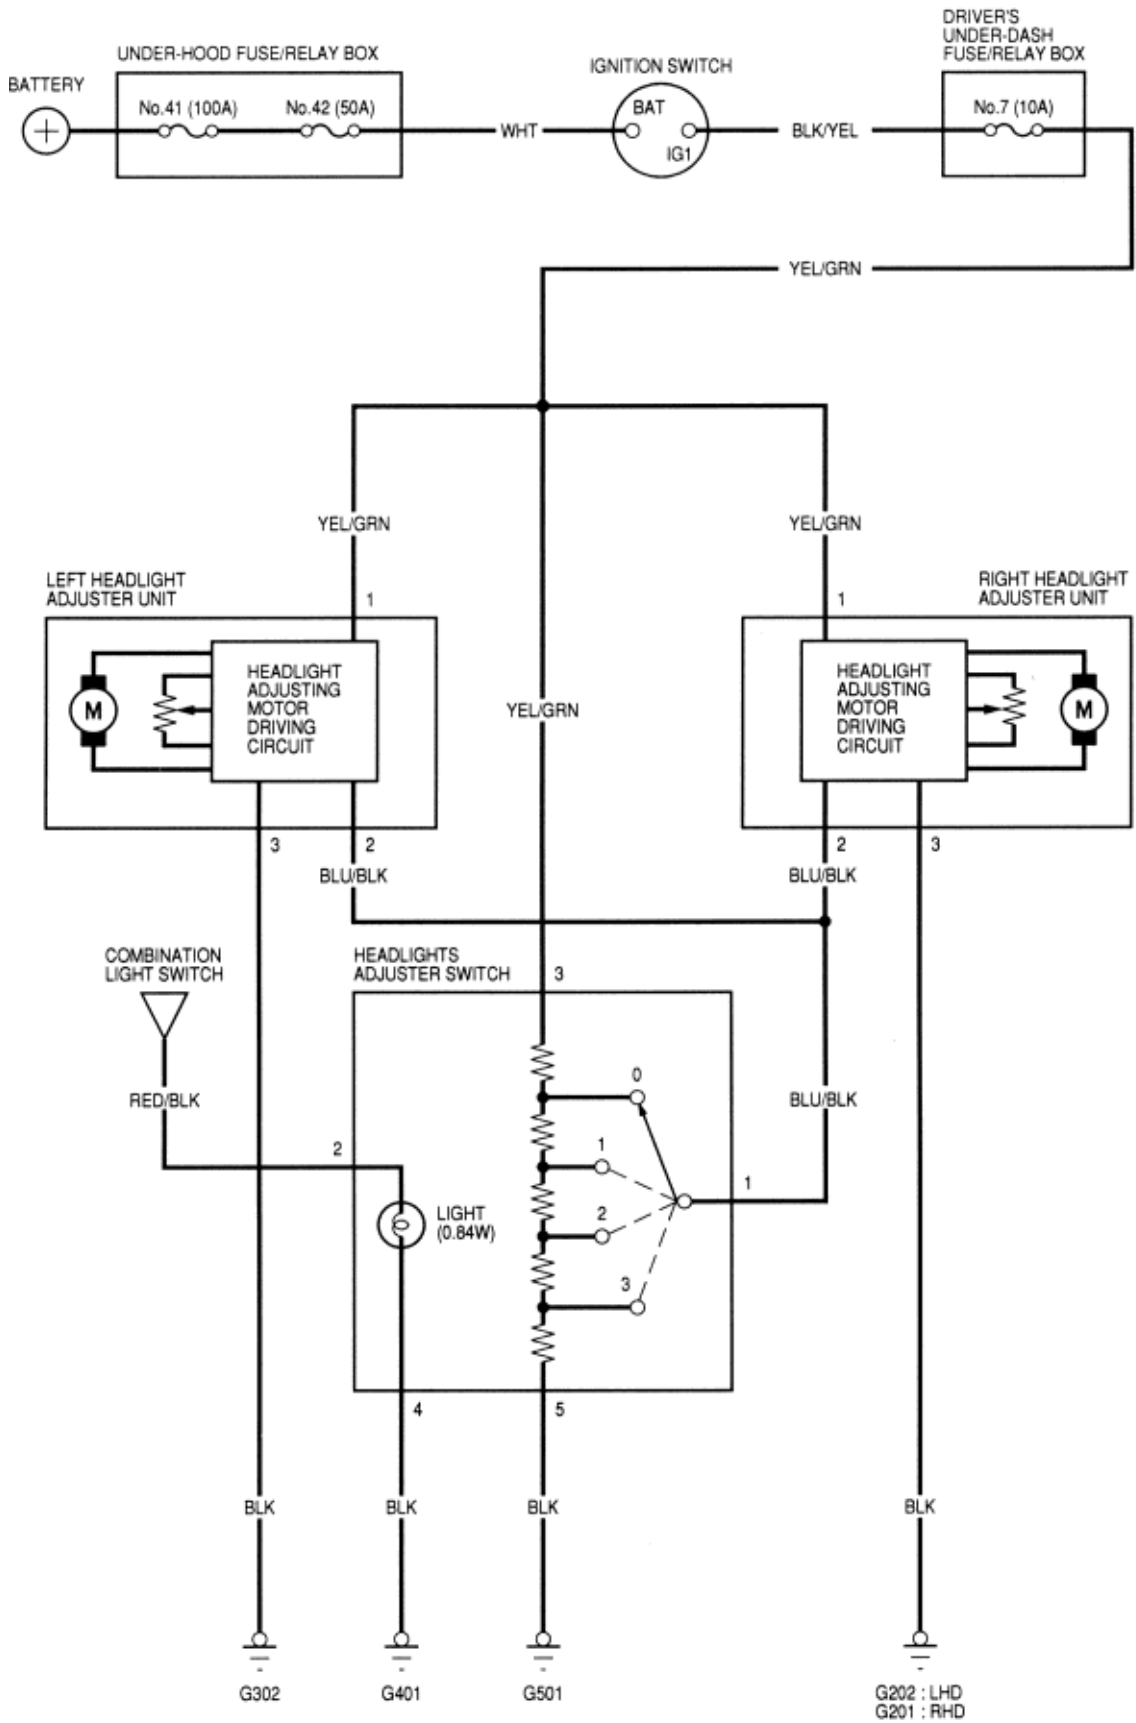 DRIVER'S
UNDER-DASH
FUSE/RELAY BOX
UNDER-HOOD FUSE/RELAY BOX
IGNITION SWITCH
BATTERY
No.41 (100A)
No.42 (50A)
BAT
No.7 (10A)
+
WHT
BLK/YEL
IG1
YEL/GRN
YEL/GRN
YEL/GRN
LEFT HEADLIGHT
ADJUSTER UNIT
1
1
RIGHT HEADLIGHT
ADJUSTER UNIT
M
HEADLIGHT
ADJUSTING
MOTOR
DRIVING
CIRCUIT
YEL/GRN
HEADLIGHT
ADJUSTING
MOTOR
DRIVING
CIRCUIT
M
3
2
2
3
BLU/BLK
BLU/BLK
COMBINATION
LIGHT SWITCH
HEADLIGHTS
ADJUSTER SWITCH
3
0
RED/BLK
BLU/BLK
2
1
1
LIGHT
(0.84W)
2
3
4
5
BLK
BLK
BLK
BLK
G302
G401
G501
G202 : LHD
G201 : RHD